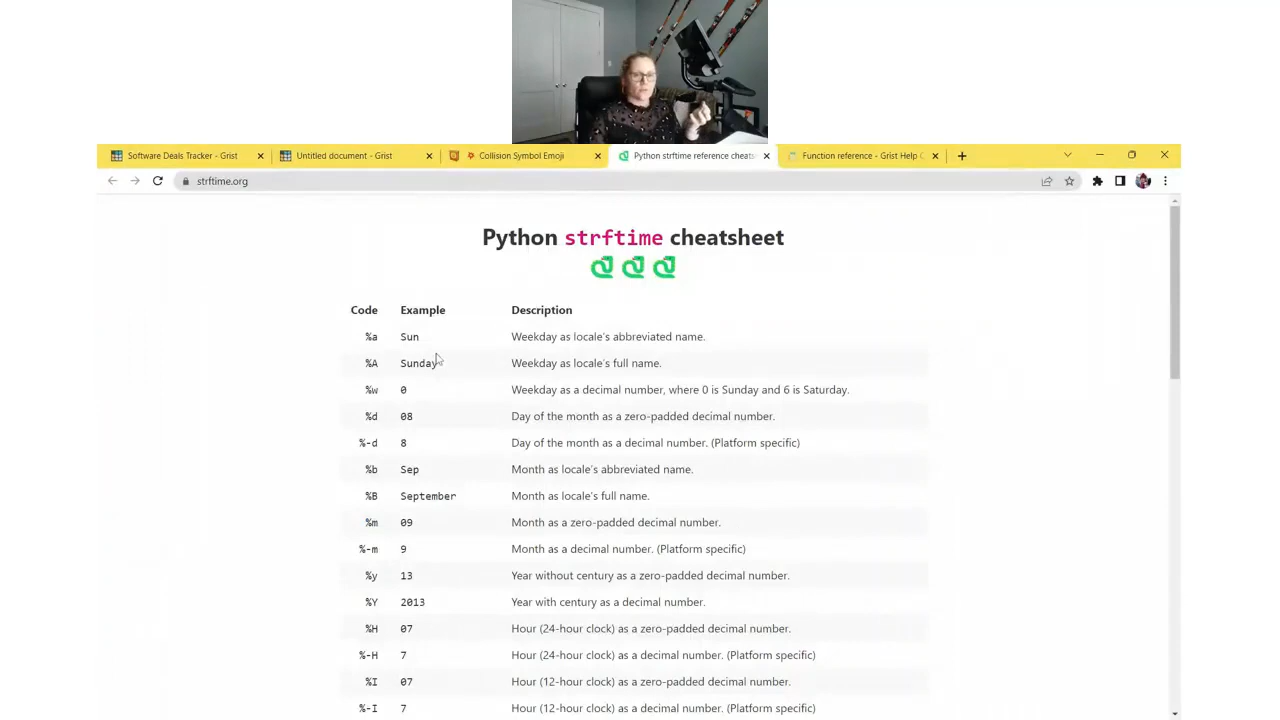 Software Deals Tracker - Grist
Untitled document - Grist
Collision Symbol Emoji
Python strftime reference cheats
Function reference - Grist Help C
strftime.org
Python strftime cheatsheet
Code Example Description
%a Sun Weekday as locale's abbreviated name.
%A Sunday Weekday as locale's full name.
%w 0 Weekday as a decimal number, where 0 is Sunday and 6 is Saturday.
%d 08 Day of the month as a zero-padded decimal number.
%-d 8 Day of the month as a decimal number. (Platform specific)
%b Sep Month as locale's abbreviated name.
%B September Month as locale's full name.
%m 09 Month as a zero-padded decimal number.
%-m 9 Month as a decimal number. (Platform specific)
%y 13 Year without century as a zero-padded decimal number.
%Y 2013 Year with century as a decimal number.
%H 07 Hour (24-hour clock) as a zero-padded decimal number.
%-H 7 Hour (24-hour clock) as a decimal number. (Platform specific)
%I 07 Hour (12-hour clock) as a zero-padded decimal number.
%-I 7 Hour (12-hour clock) as a decimal number. (Platform specific)